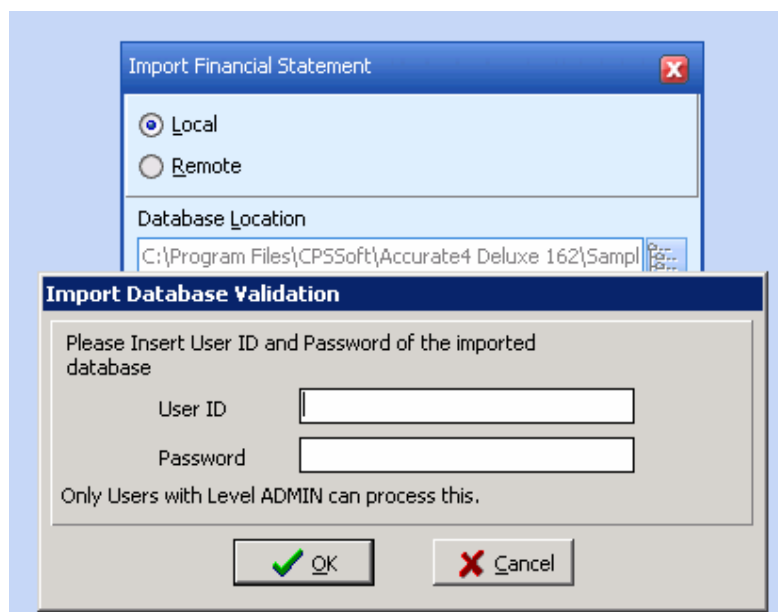 Import Financial Statement
Local
Remote
Database Location
C:\Program Files\CPSSoft\Accurate4 Deluxe 162\Sampl
Import Database Validation
Please Insert User ID and Password of the imported
database
User ID
Password
Only Users with Level ADMIN can process this.
OK
Cancel